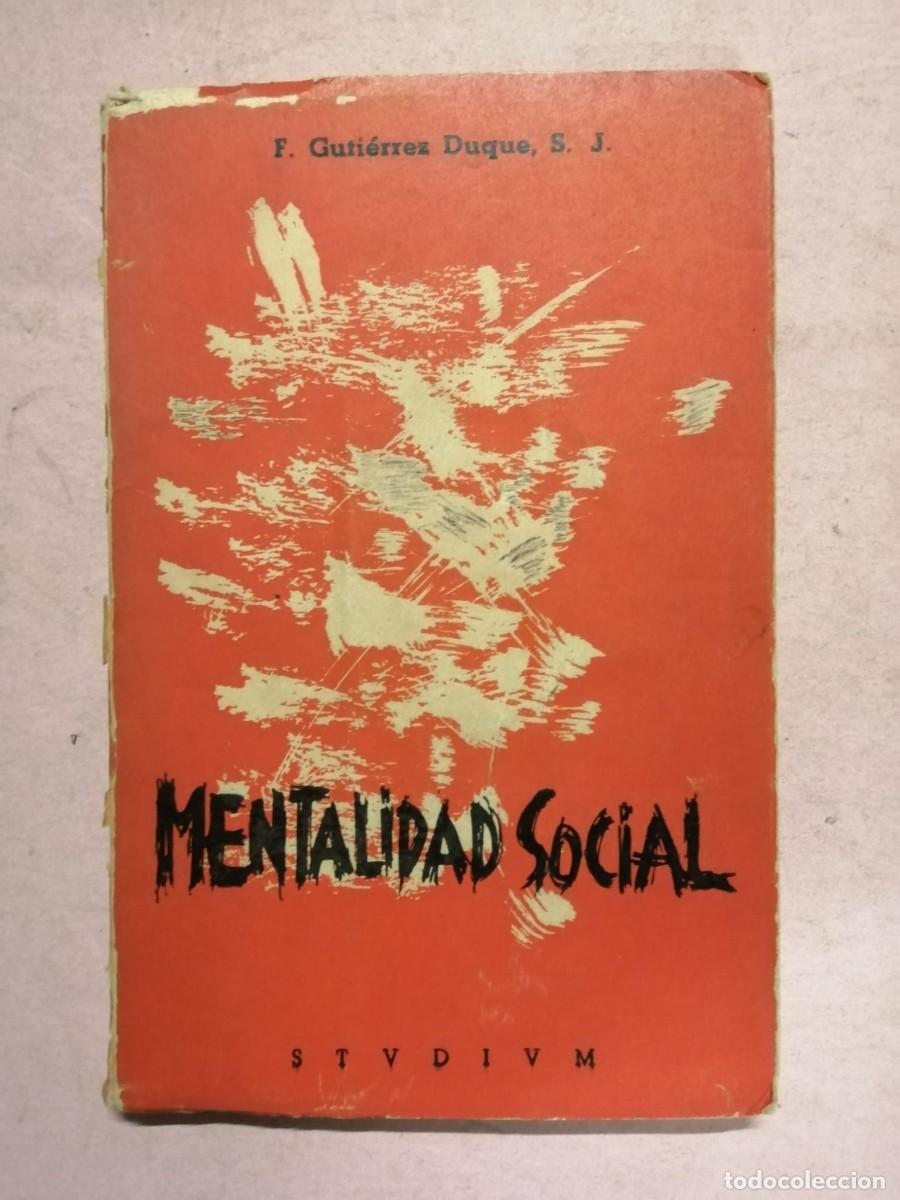 F. Gutiérrez Duque, S. J.
MENTALiDAD SOCiAL
STVDIVM
todocoleccion